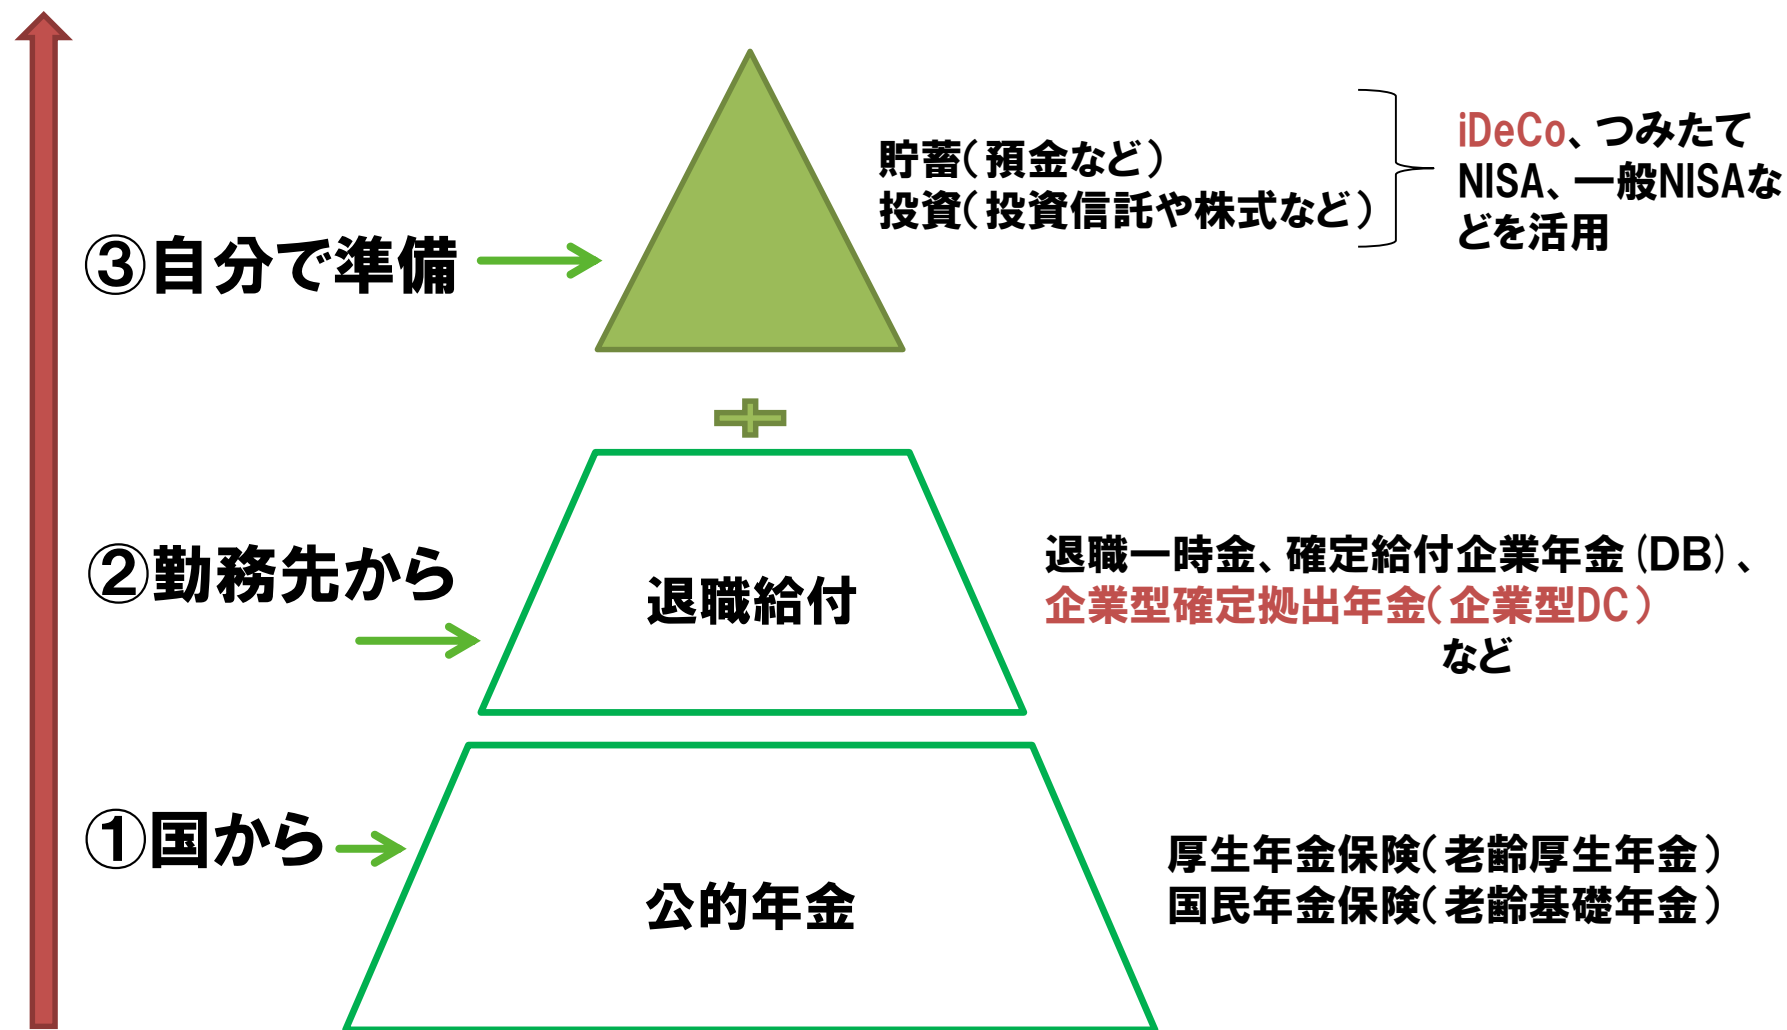 貯蓄(預金など)
投資(投資信託や株式など)
iDeCo、つみたて
NISA、一般NISAな
どを活用
③自分で準備
②勤務先から
退職給付
退職一時金、確定給付企業年金(DB)、
企業型確定拠出年金(企業型DC)
など
①国から
公的年金
厚生年金保険(老齢厚生年金)
国民年金保険(老齢基礎年金)